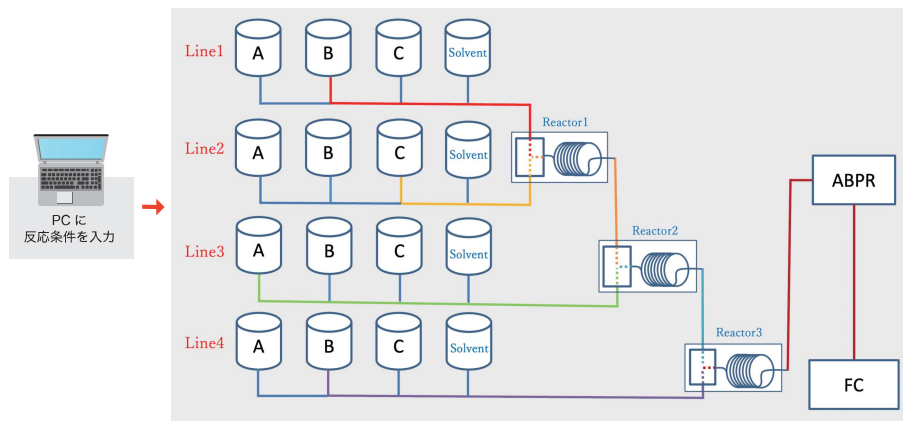 Line1
A
B
C
Solvent
Reactor1
Line2
A
B
C
Solvent
PC に
反応条件を入力
ABPR
Line3
A
B
C
Solvent
Reactor2
Line4
A
B
C
Solvent
Reactor3
FC